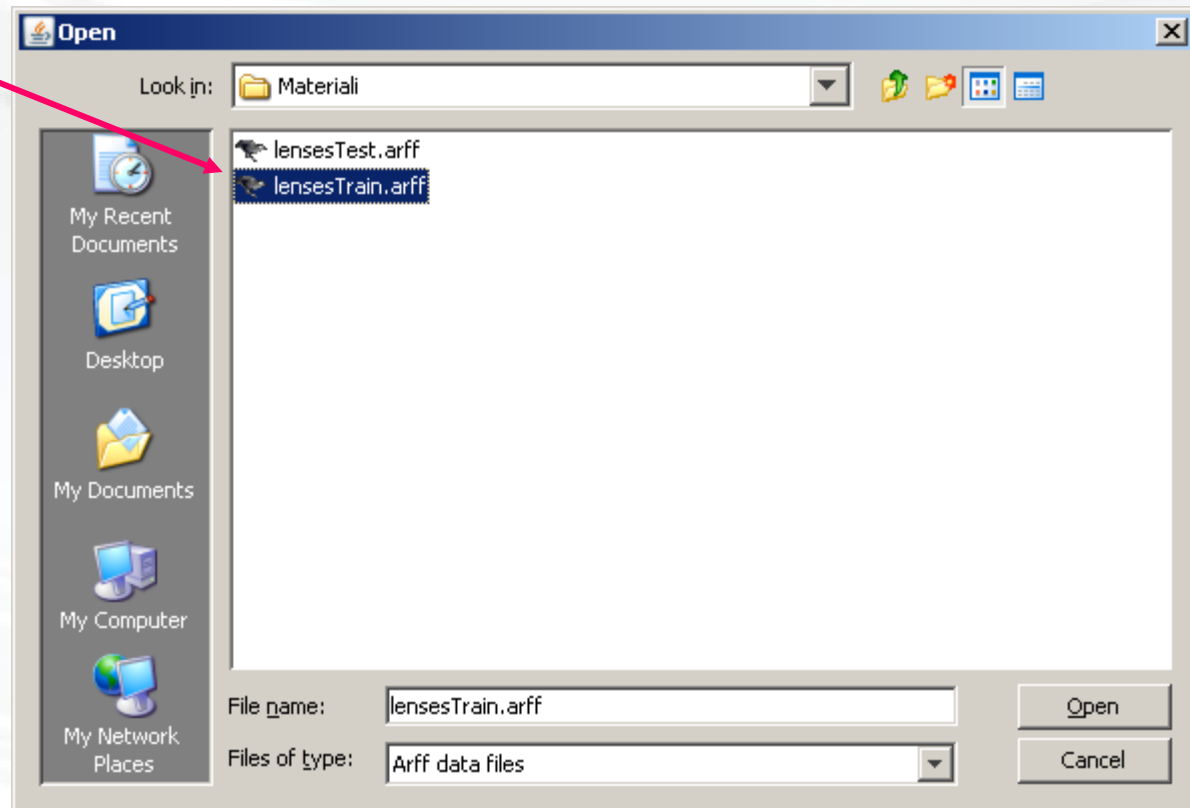 Open
Look in:
Materiali
lensesTest.arff
lensesTrain.arff
My Recent
Documents
Desktop
My Documents
My Computer
My Network
Places
File name:
lensesTrain.arff
Open
Files of type:
Arff data files
Cancel